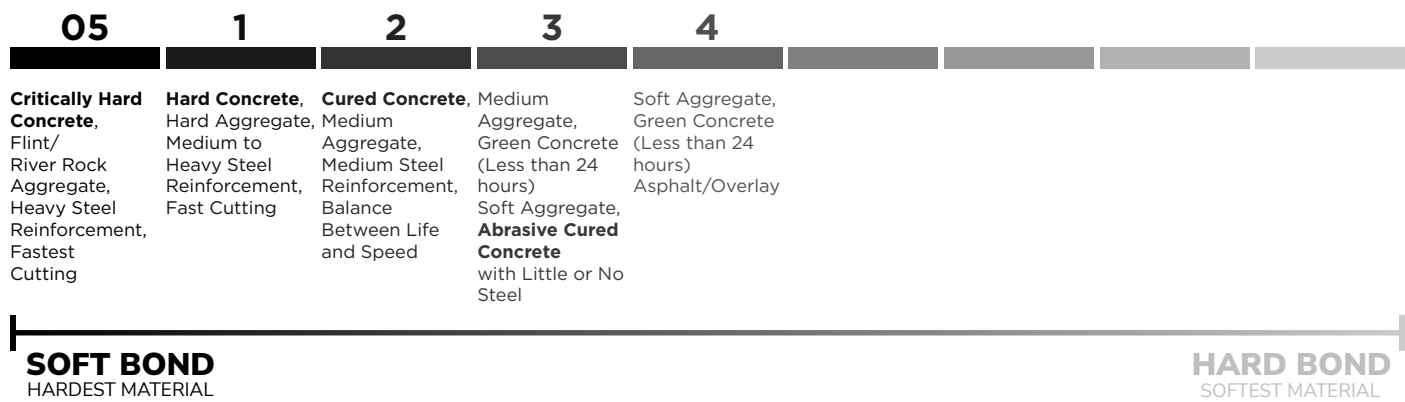 05
1
2
3
4
Critically Hard
Concrete,
Flint/
River Rock
Aggregate,
Heavy Steel
Reinforcement,
Fastest
Cutting
Hard Concrete,
Hard Aggregate,
Medium to
Heavy Steel
Reinforcement,
Fast Cutting
Cured Concrete,
Medium
Aggregate,
Medium Steel
Reinforcement,
Balance
Between Life
and Speed
Medium
Aggregate,
Green Concrete
(Less than 24
hours)
Soft Aggregate,
Abrasive Cured
Concrete
with Little or No
Steel
Soft Aggregate,
Green Concrete
(Less than 24
hours)
Asphalt/Overlay
SOFT BOND
HARDEST MATERIAL
HARD BOND
SOFTEST MATERIAL